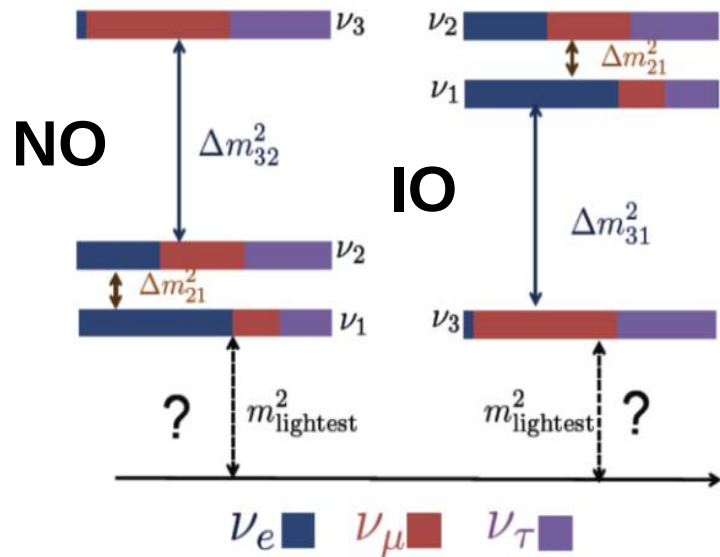 ν₃
Δm²₃₂
NO
ν₂
Δm²₂₁
ν₁
?
m²lightest
ν₂
Δm²₂₁
ν₁
IO
Δm²₃₁
ν₃
m²lightest
?
νₑ νμ ντ